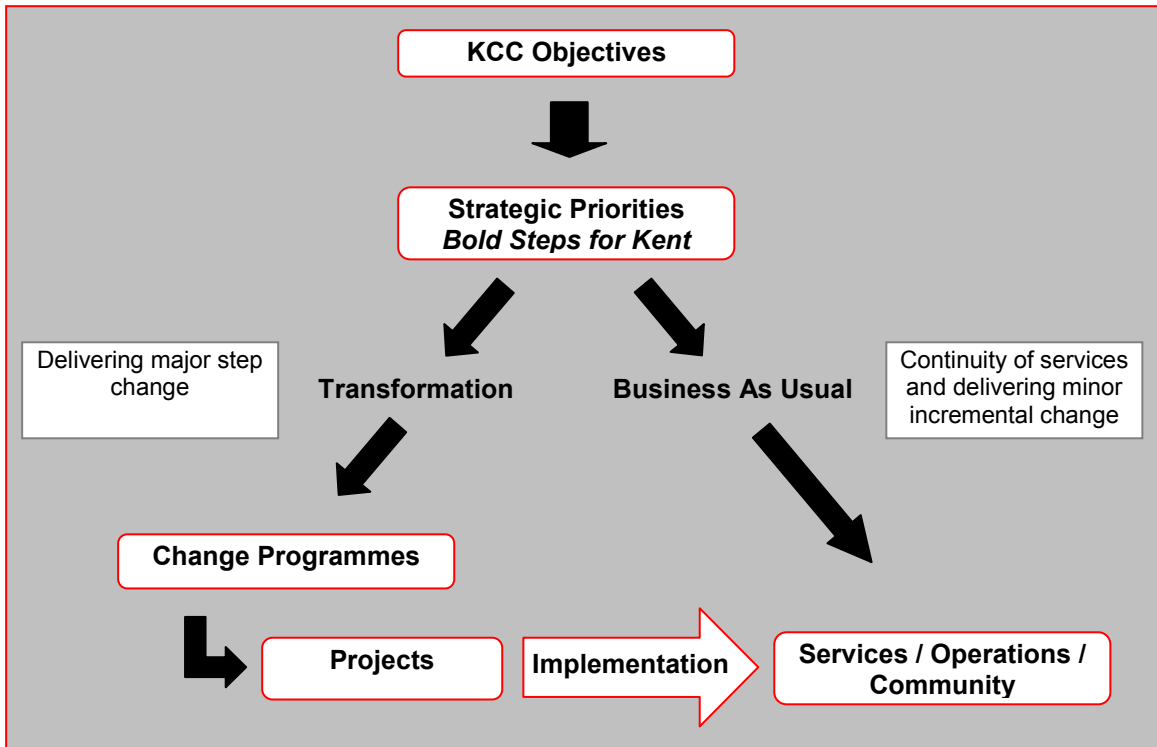 KCC Objectives
Strategic Priorities
Bold Steps for Kent
Delivering major step
change
Transformation
Business As Usual
Continuity of services
and delivering minor
incremental change
Change Programmes
Projects
Implementation
Services / Operations /
Community